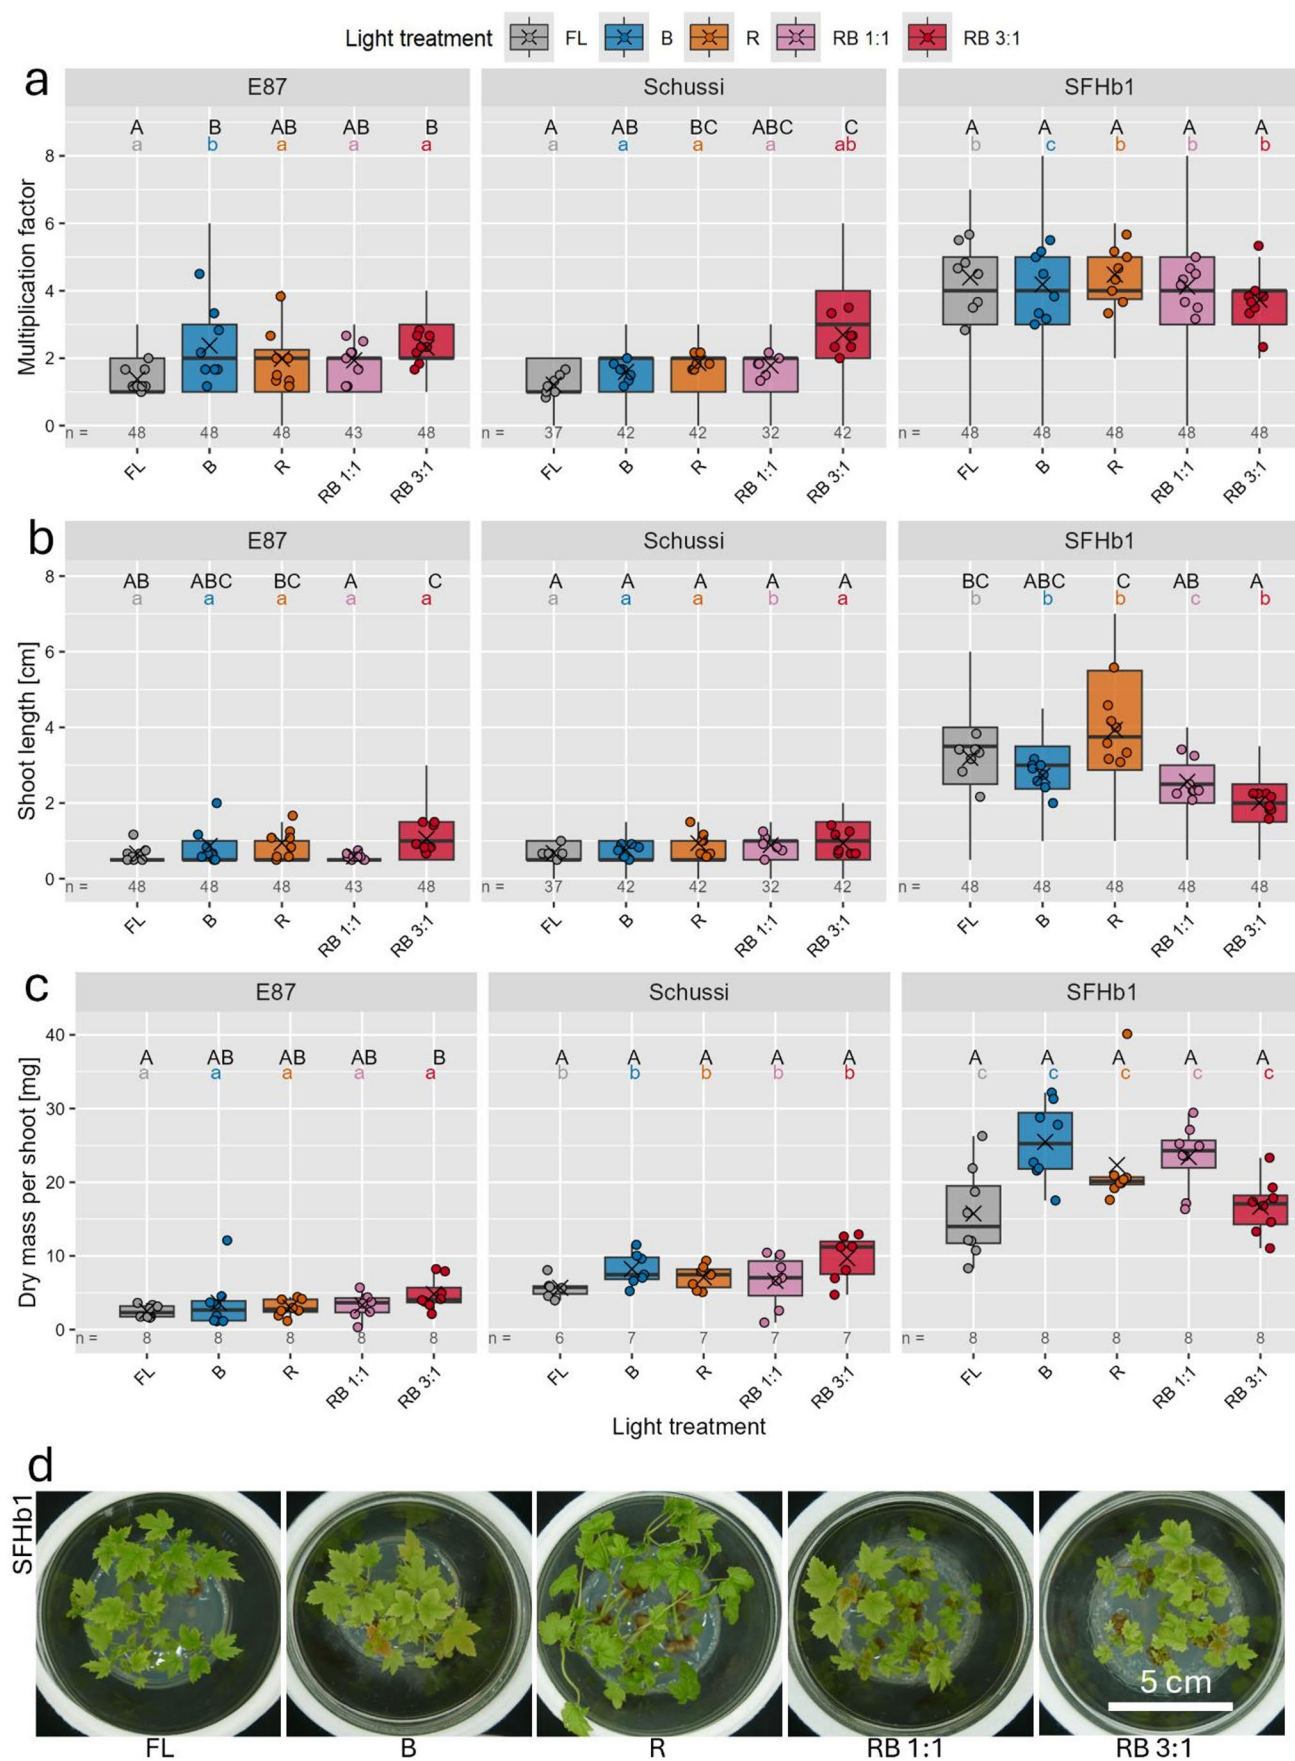 Light treatment FL B R RB 1:1 RB 3:1
a
E87 Schussi SFHb1
A B AB AB B A AB BC ABC C A A A A A
a b a a a a a a a ab b c b b b
Multiplication factor
8
6
4
2
0
n = 48 48 48 43 48 n = 37 42 42 32 42 n = 48 48 48 48 48
FL B R RB 1:1 RB 3:1 FL B R RB 1:1 RB 3:1 FL B R RB 1:1 RB 3:1
b
E87 Schussi SFHb1
AB ABC BC A C A A A A A BC ABC C AB A
a a a a a a a a b a b b b c b
Shoot length [cm]
8
6
4
2
0
n = 48 48 48 43 48 n = 37 42 42 32 42 n = 48 48 48 48 48
FL B R RB 1:1 RB 3:1 FL B R RB 1:1 RB 3:1 FL B R RB 1:1 RB 3:1
c
E87 Schussi SFHb1
A AB AB AB B A A A A A A A A A A
a a a a a b b b b b c c c c c
Dry mass per shoot [mg]
40
30
20
10
0
n = 8 8 8 8 8 n = 6 7 7 7 7 n = 8 8 8 8 8
FL B R RB 1:1 RB 3:1 FL B R RB 1:1 RB 3:1 FL B R RB 1:1 RB 3:1
Light treatment
d
SFHb1
5 cm
FL B R RB 1:1 RB 3:1